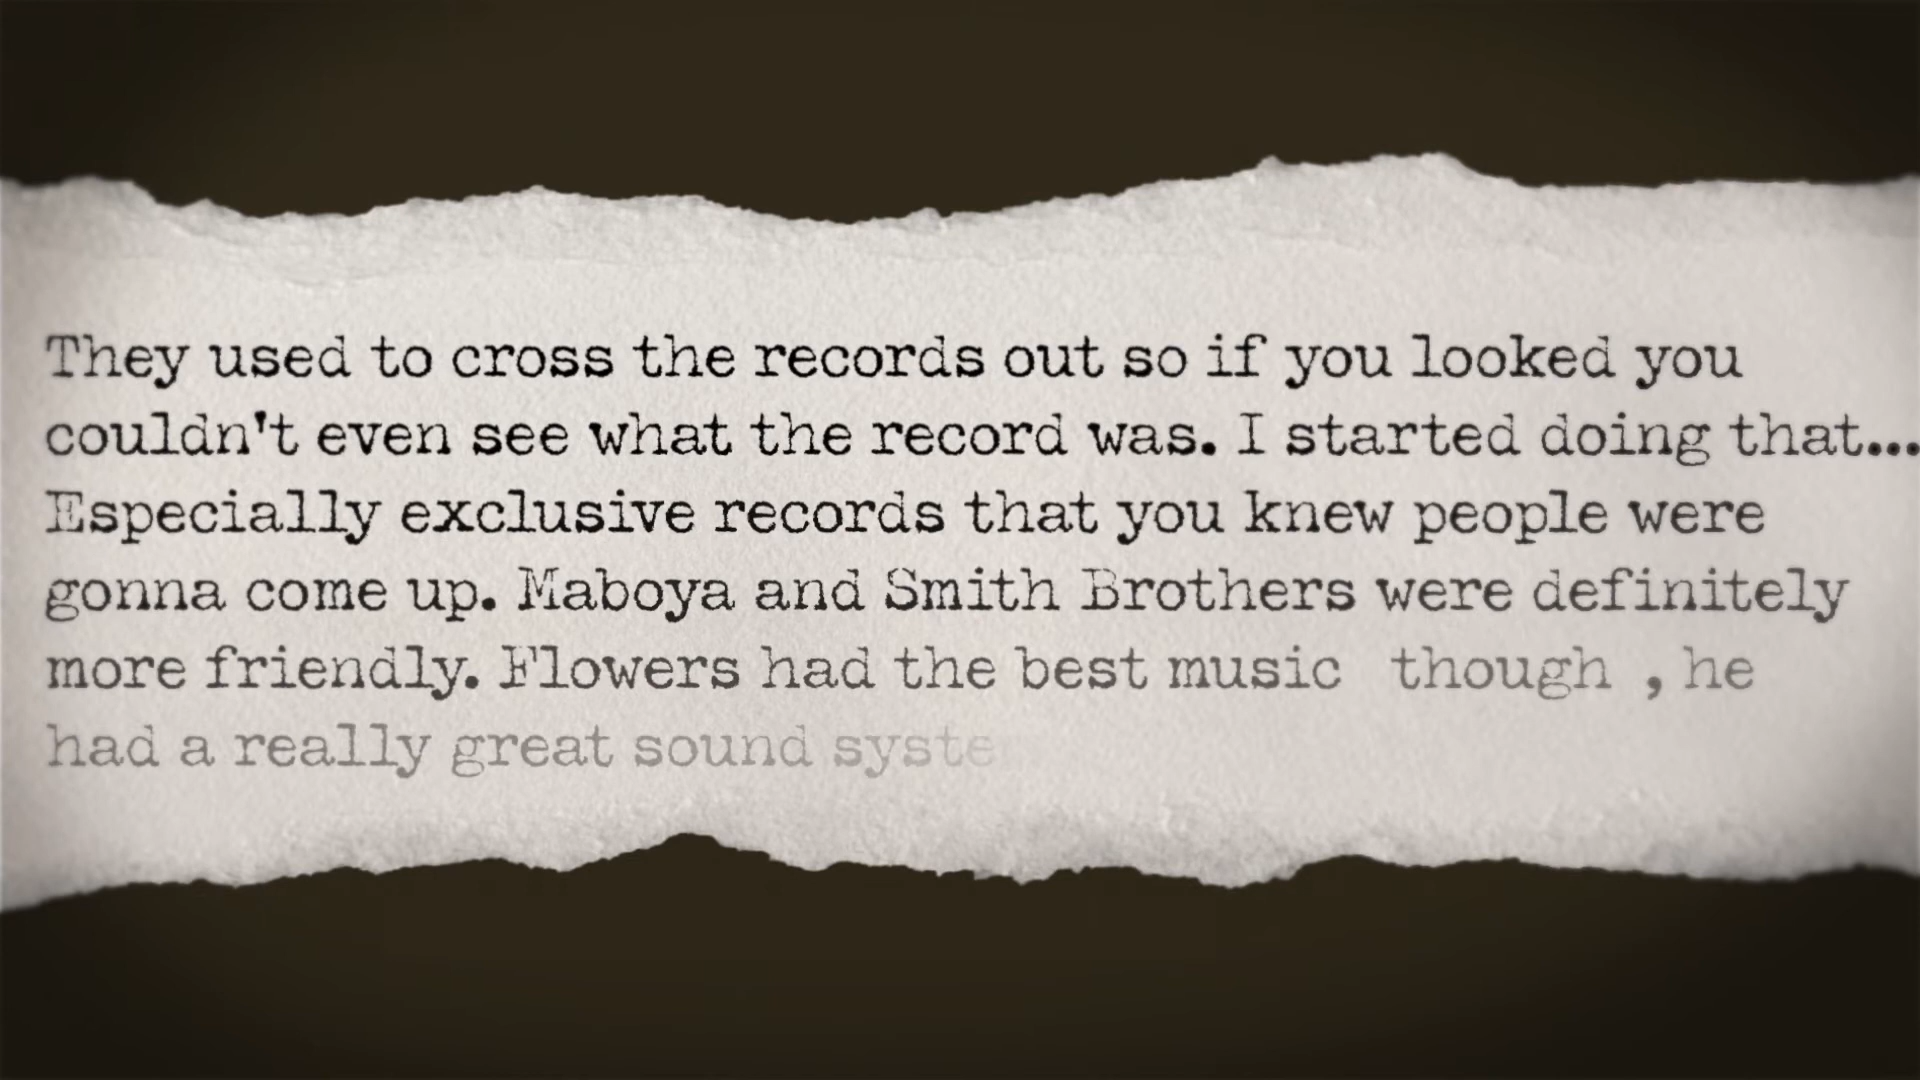 They used to cross the records out so if you looked you
couldn't even see what the record was. I started doing that...
Especially exclusive records that you knew people were
gonna come up. Maboya and Smith Brothers were definitely
more friendly. Flowers had the best music though , he
had a really great sound syste